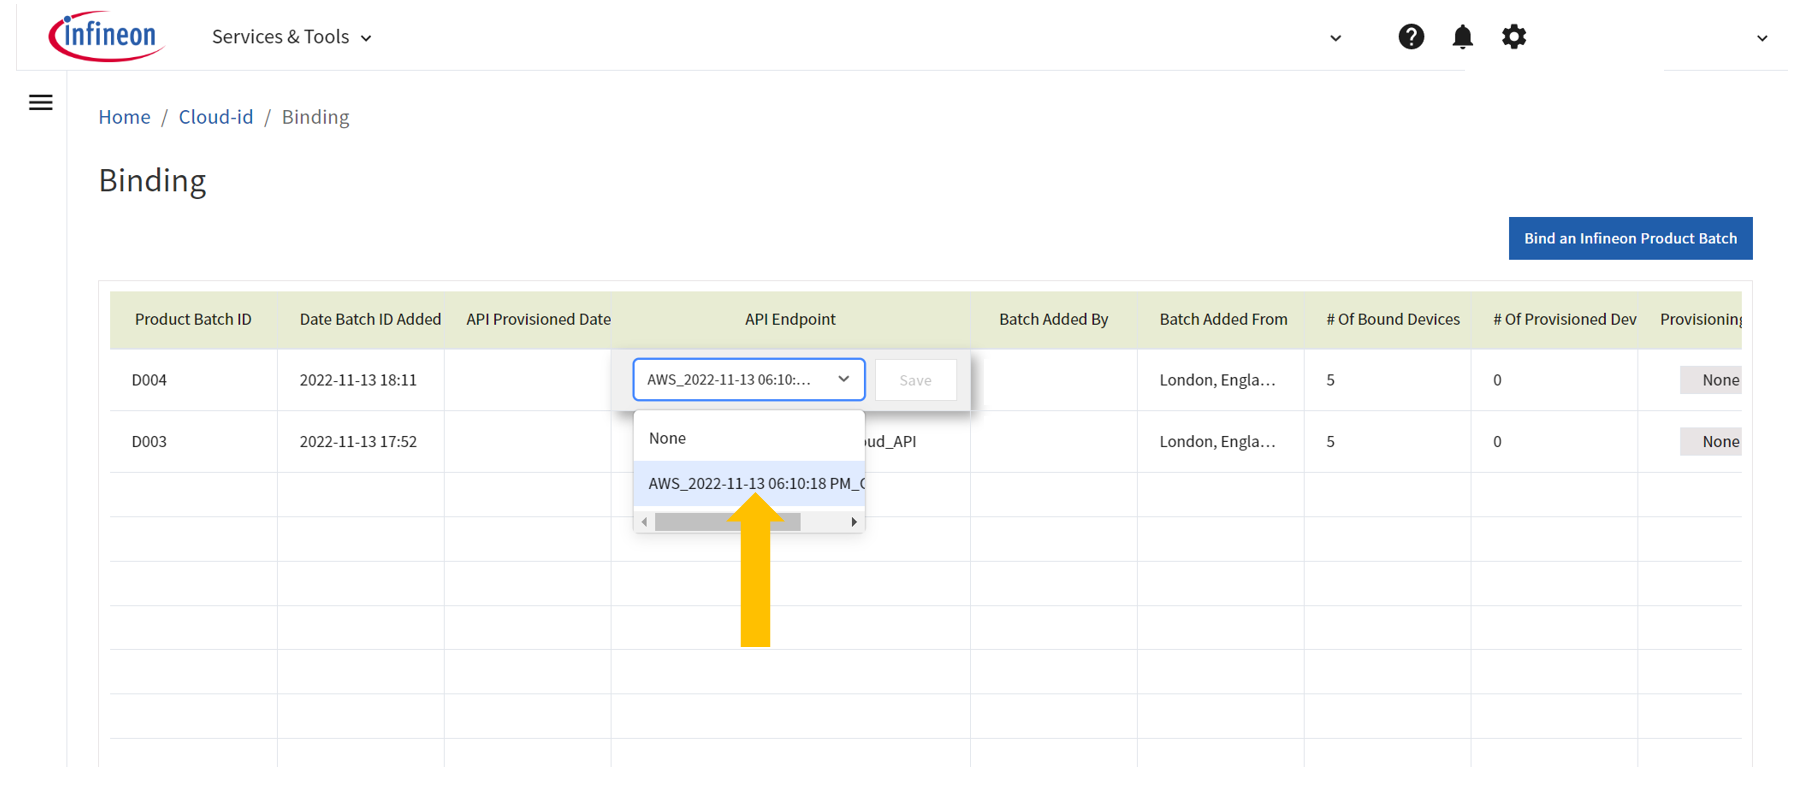 infineon
Services & Tools
Home / Cloud-id / Binding
Binding
Bind an Infineon Product Batch
Product Batch ID Date Batch ID Added API Provisioned Date API Endpoint Batch Added By Batch Added From # Of Bound Devices # Of Provisioned Dev Provisioning
D004 2022-11-13 18:11 AWS_2022-11-13 06:10:... Save London, Engla... 5 0 None
D003 2022-11-13 17:52 oud_API London, Engla... 5 0 None
None
AWS_2022-11-13 06:10:18 PM_